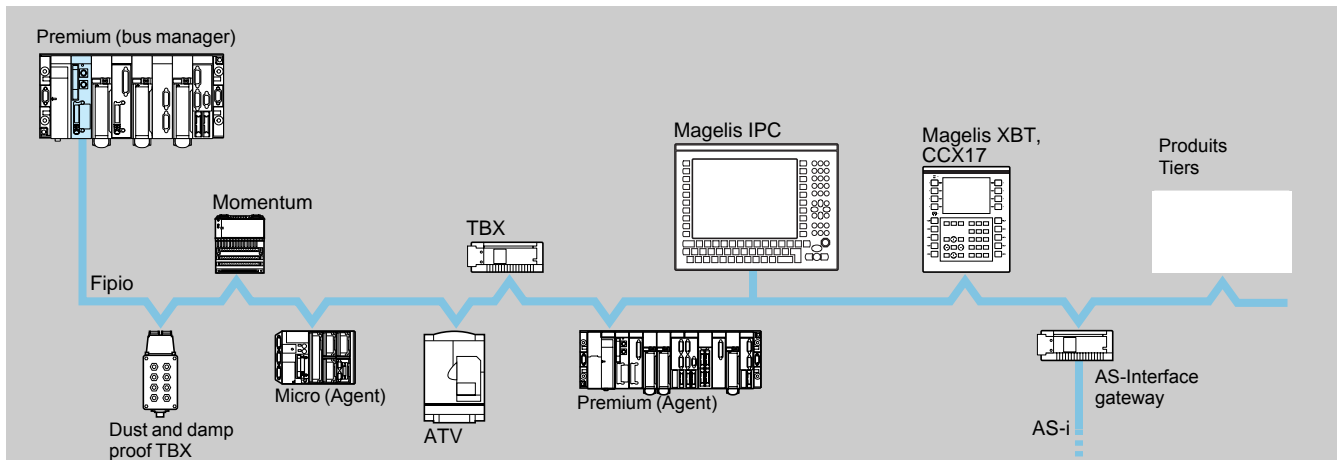 Premium (bus manager)
Magelis IPC
Magelis XBT,
CCX17
Produits
Tiers
Momentum
TBX
Fipio
Dust and damp
proof TBX
Micro (Agent)
ATV
Premium (Agent)
AS-Interface
gateway
AS-i